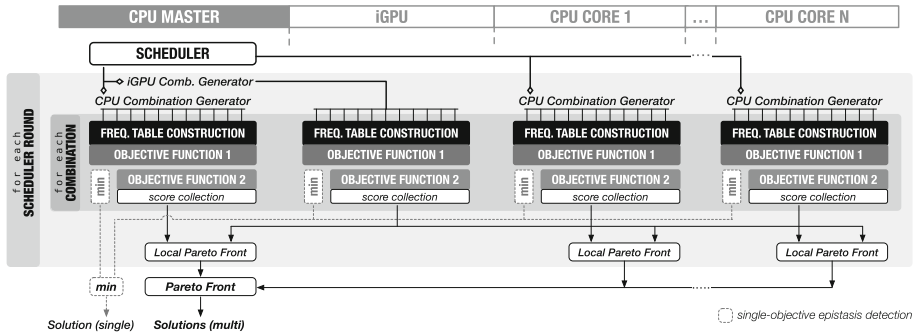 CPU MASTER
iGPU
CPU CORE 1
...
CPU CORE N
SCHEDULER
iGPU Comb. Generator
CPU Combination Generator
CPU Combination Generator
CPU Combination Generator
for each
SCHEDULER ROUND
for each
COMBINATION
FREQ. TABLE CONSTRUCTION
FREQ. TABLE CONSTRUCTION
FREQ. TABLE CONSTRUCTION
FREQ. TABLE CONSTRUCTION
OBJECTIVE FUNCTION 1
OBJECTIVE FUNCTION 1
OBJECTIVE FUNCTION 1
OBJECTIVE FUNCTION 1
min
OBJECTIVE FUNCTION 2
min
OBJECTIVE FUNCTION 2
min
OBJECTIVE FUNCTION 2
min
OBJECTIVE FUNCTION 2
score collection
score collection
score collection
score collection
Local Pareto Front
Local Pareto Front
Local Pareto Front
min
Pareto Front
Solution (single)
Solutions (multi)
single-objective epistasis detection